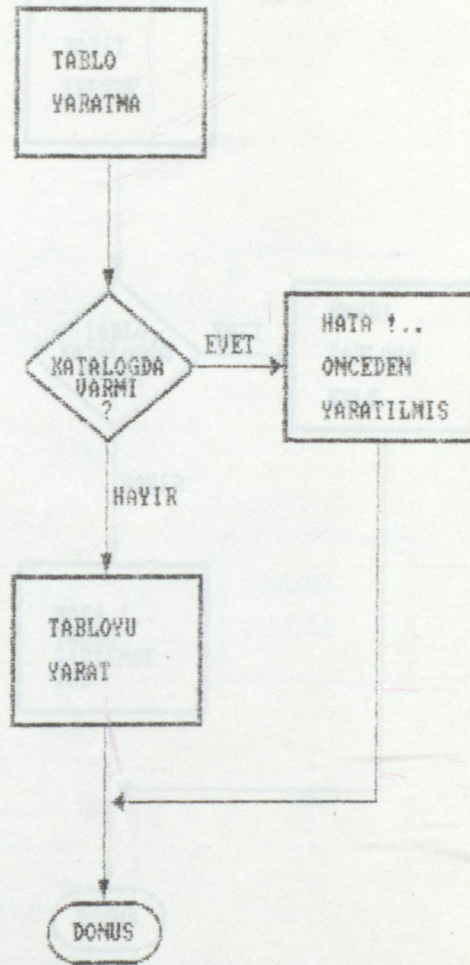 TABLO
YARATMA
KATALOGDA
VARMI
?
EVET
HATA !..
ONCEDEN
YARATILMIS
HAYIR
TABLOYU
YARAT
DONUS